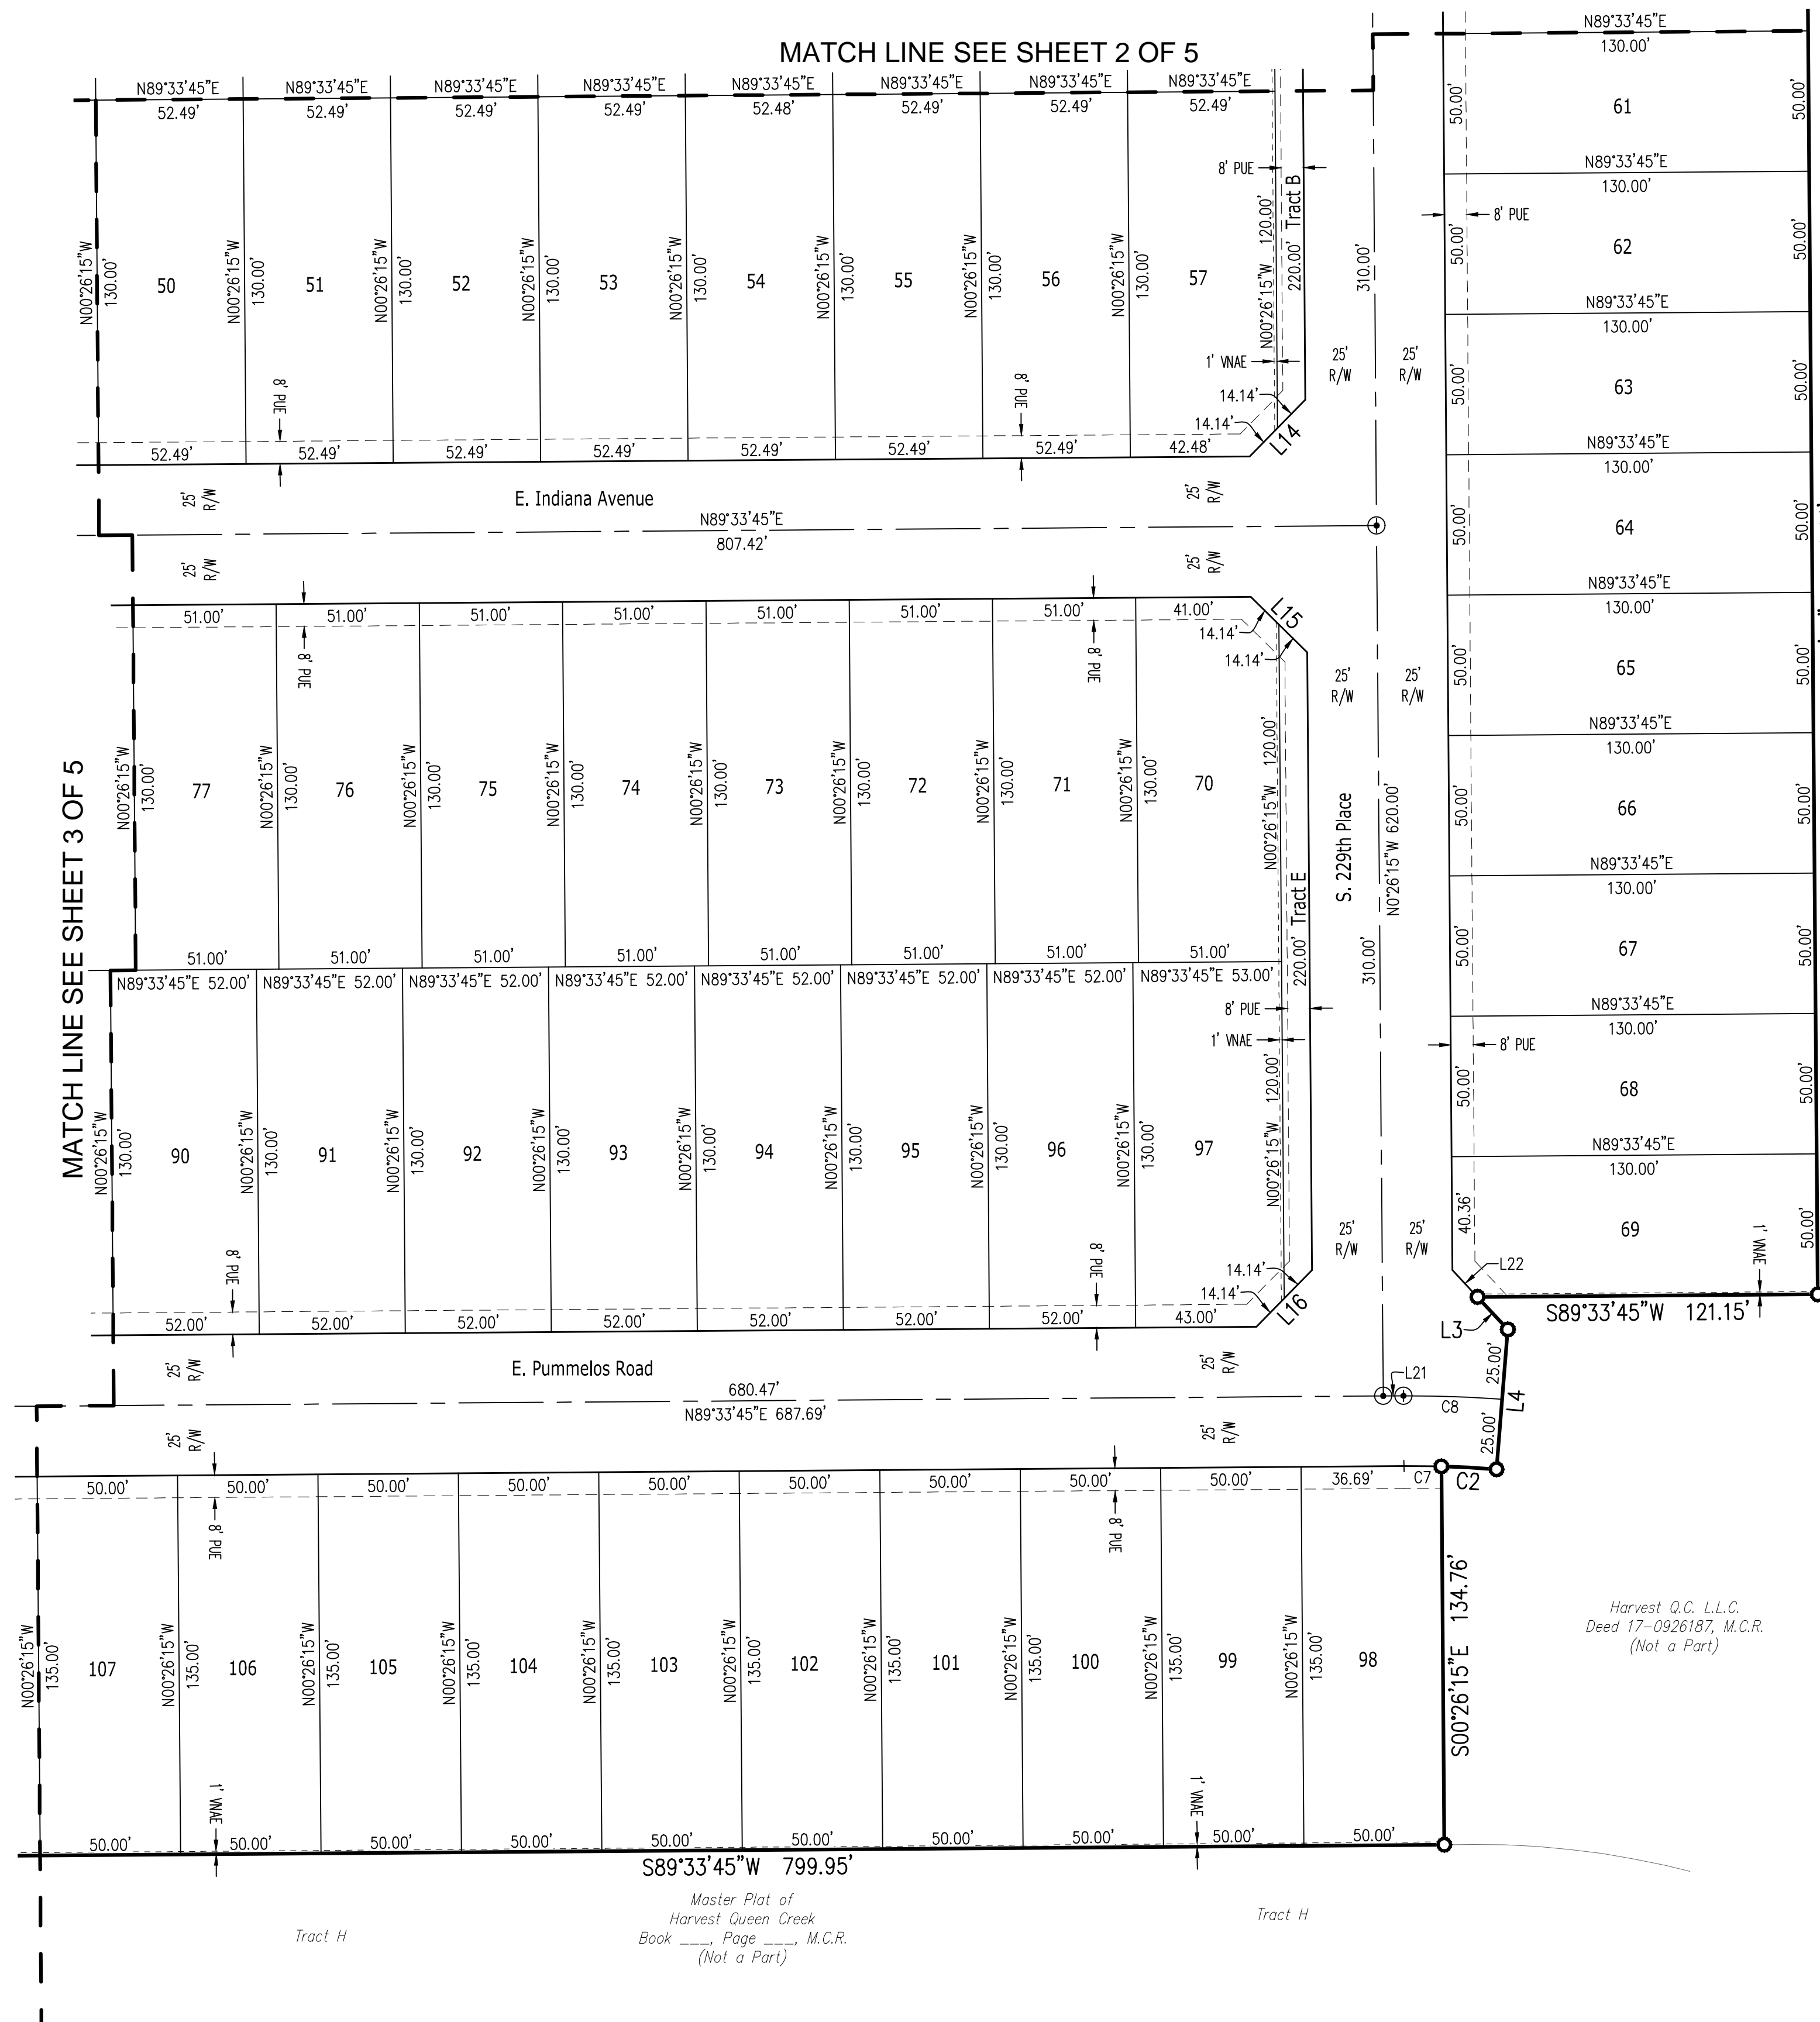 MATCH LINE SEE SHEET 2 OF 5
N89°33'45"E N89°33'45"E N89°33'45"E N89°33'45"E N89°33'45"E N89°33'45"E N89°33'45"E N89°33'45"E
52.49' 52.49' 52.49' 52.49' 52.48' 52.49' 52.49' 52.49'
N00°26'15"W 130.00' 50
N00°26'15"W 130.00' 51
N00°26'15"W 130.00' 52
N00°26'15"W 130.00' 53
N00°26'15"W 130.00' 54
N00°26'15"W 130.00' 55
N00°26'15"W 130.00' 56
N00°26'15"W 130.00' 57
N00°26'15"W 120.00'
220.00' Tract B
8' PUE
1' VNAE
14.14'
14.14'
L14
8' PUE
8' PUE
52.49' 52.49' 52.49' 52.49' 52.49' 52.49' 52.49' 42.48'
310.00'
25' R/W
25' R/W
25' R/W
25' R/W
E. Indiana Avenue
N89°33'45"E
807.42'
25' R/W
25' R/W
51.00' 51.00' 51.00' 51.00' 51.00' 51.00' 51.00' 41.00'
L15
14.14'
14.14'
8' PUE
8' PUE
MATCH LINE SEE SHEET 3 OF 5
N00°26'15"W 130.00' 77
N00°26'15"W 130.00' 76
N00°26'15"W 130.00' 75
N00°26'15"W 130.00' 74
N00°26'15"W 130.00' 73
N00°26'15"W 130.00' 72
N00°26'15"W 130.00' 71
N00°26'15"W 130.00' 70
N00°26'15"W 120.00'
220.00' Tract E
25' R/W
25' R/W
S. 229th Place
N0°26'15"W 620.00'
310.00'
51.00' 51.00' 51.00' 51.00' 51.00' 51.00' 51.00' 51.00'
N89°33'45"E 52.00' N89°33'45"E 52.00' N89°33'45"E 52.00' N89°33'45"E 52.00' N89°33'45"E 52.00' N89°33'45"E 52.00' N89°33'45"E 52.00' N89°33'45"E 53.00'
8' PUE
1' VNAE
N00°26'15"W 130.00' 90
N00°26'15"W 130.00' 91
N00°26'15"W 130.00' 92
N00°26'15"W 130.00' 93
N00°26'15"W 130.00' 94
N00°26'15"W 130.00' 95
N00°26'15"W 130.00' 96
N00°26'15"W 130.00' 97
N00°26'15"W 120.00'
8' PUE
8' PUE
14.14'
14.14'
L16
25' R/W
25' R/W
52.00' 52.00' 52.00' 52.00' 52.00' 52.00' 52.00' 43.00'
25' R/W
25' R/W
E. Pummelos Road
680.47'
N89°33'45"E 687.69'
25' R/W
25' R/W
L21
C8
N89°33'45"E
130.00'
50.00' 61 50.00'
N89°33'45"E
130.00'
8' PUE
50.00' 62 50.00'
N89°33'45"E
130.00'
50.00' 63 50.00'
N89°33'45"E
130.00'
50.00' 64 50.00'
N89°33'45"E
130.00'
50.00' 65 50.00'
N89°33'45"E
130.00'
50.00' 66 50.00'
N89°33'45"E
130.00'
50.00' 67 50.00'
N89°33'45"E
130.00'
8' PUE
50.00' 68 50.00'
N89°33'45"E
130.00'
40.36' 69 50.00'
1' VNAE
L22
S89°33'45"W 121.15'
L3
25.00'
L4
25.00'
50.00' 50.00' 50.00' 50.00' 50.00' 50.00' 50.00' 50.00' 50.00' 36.69' C7 C2
8' PUE
8' PUE
N00°26'15"W 135.00' 107
N00°26'15"W 135.00' 106
N00°26'15"W 135.00' 105
N00°26'15"W 135.00' 104
N00°26'15"W 135.00' 103
N00°26'15"W 135.00' 102
N00°26'15"W 135.00' 101
N00°26'15"W 135.00' 100
N00°26'15"W 135.00' 99
N00°26'15"W 135.00' 98
S00°26'15"E 134.76'
Harvest Q.C. L.L.C.
Deed 17-0926187, M.C.R.
(Not a Part)
1' VNAE
1' VNAE
50.00' 50.00' 50.00' 50.00' 50.00' 50.00' 50.00' 50.00' 50.00' 50.00'
S89°33'45"W 799.95'
Master Plat of
Harvest Queen Creek
Book ___, Page ___, M.C.R.
(Not a Part)
Tract H
Tract H